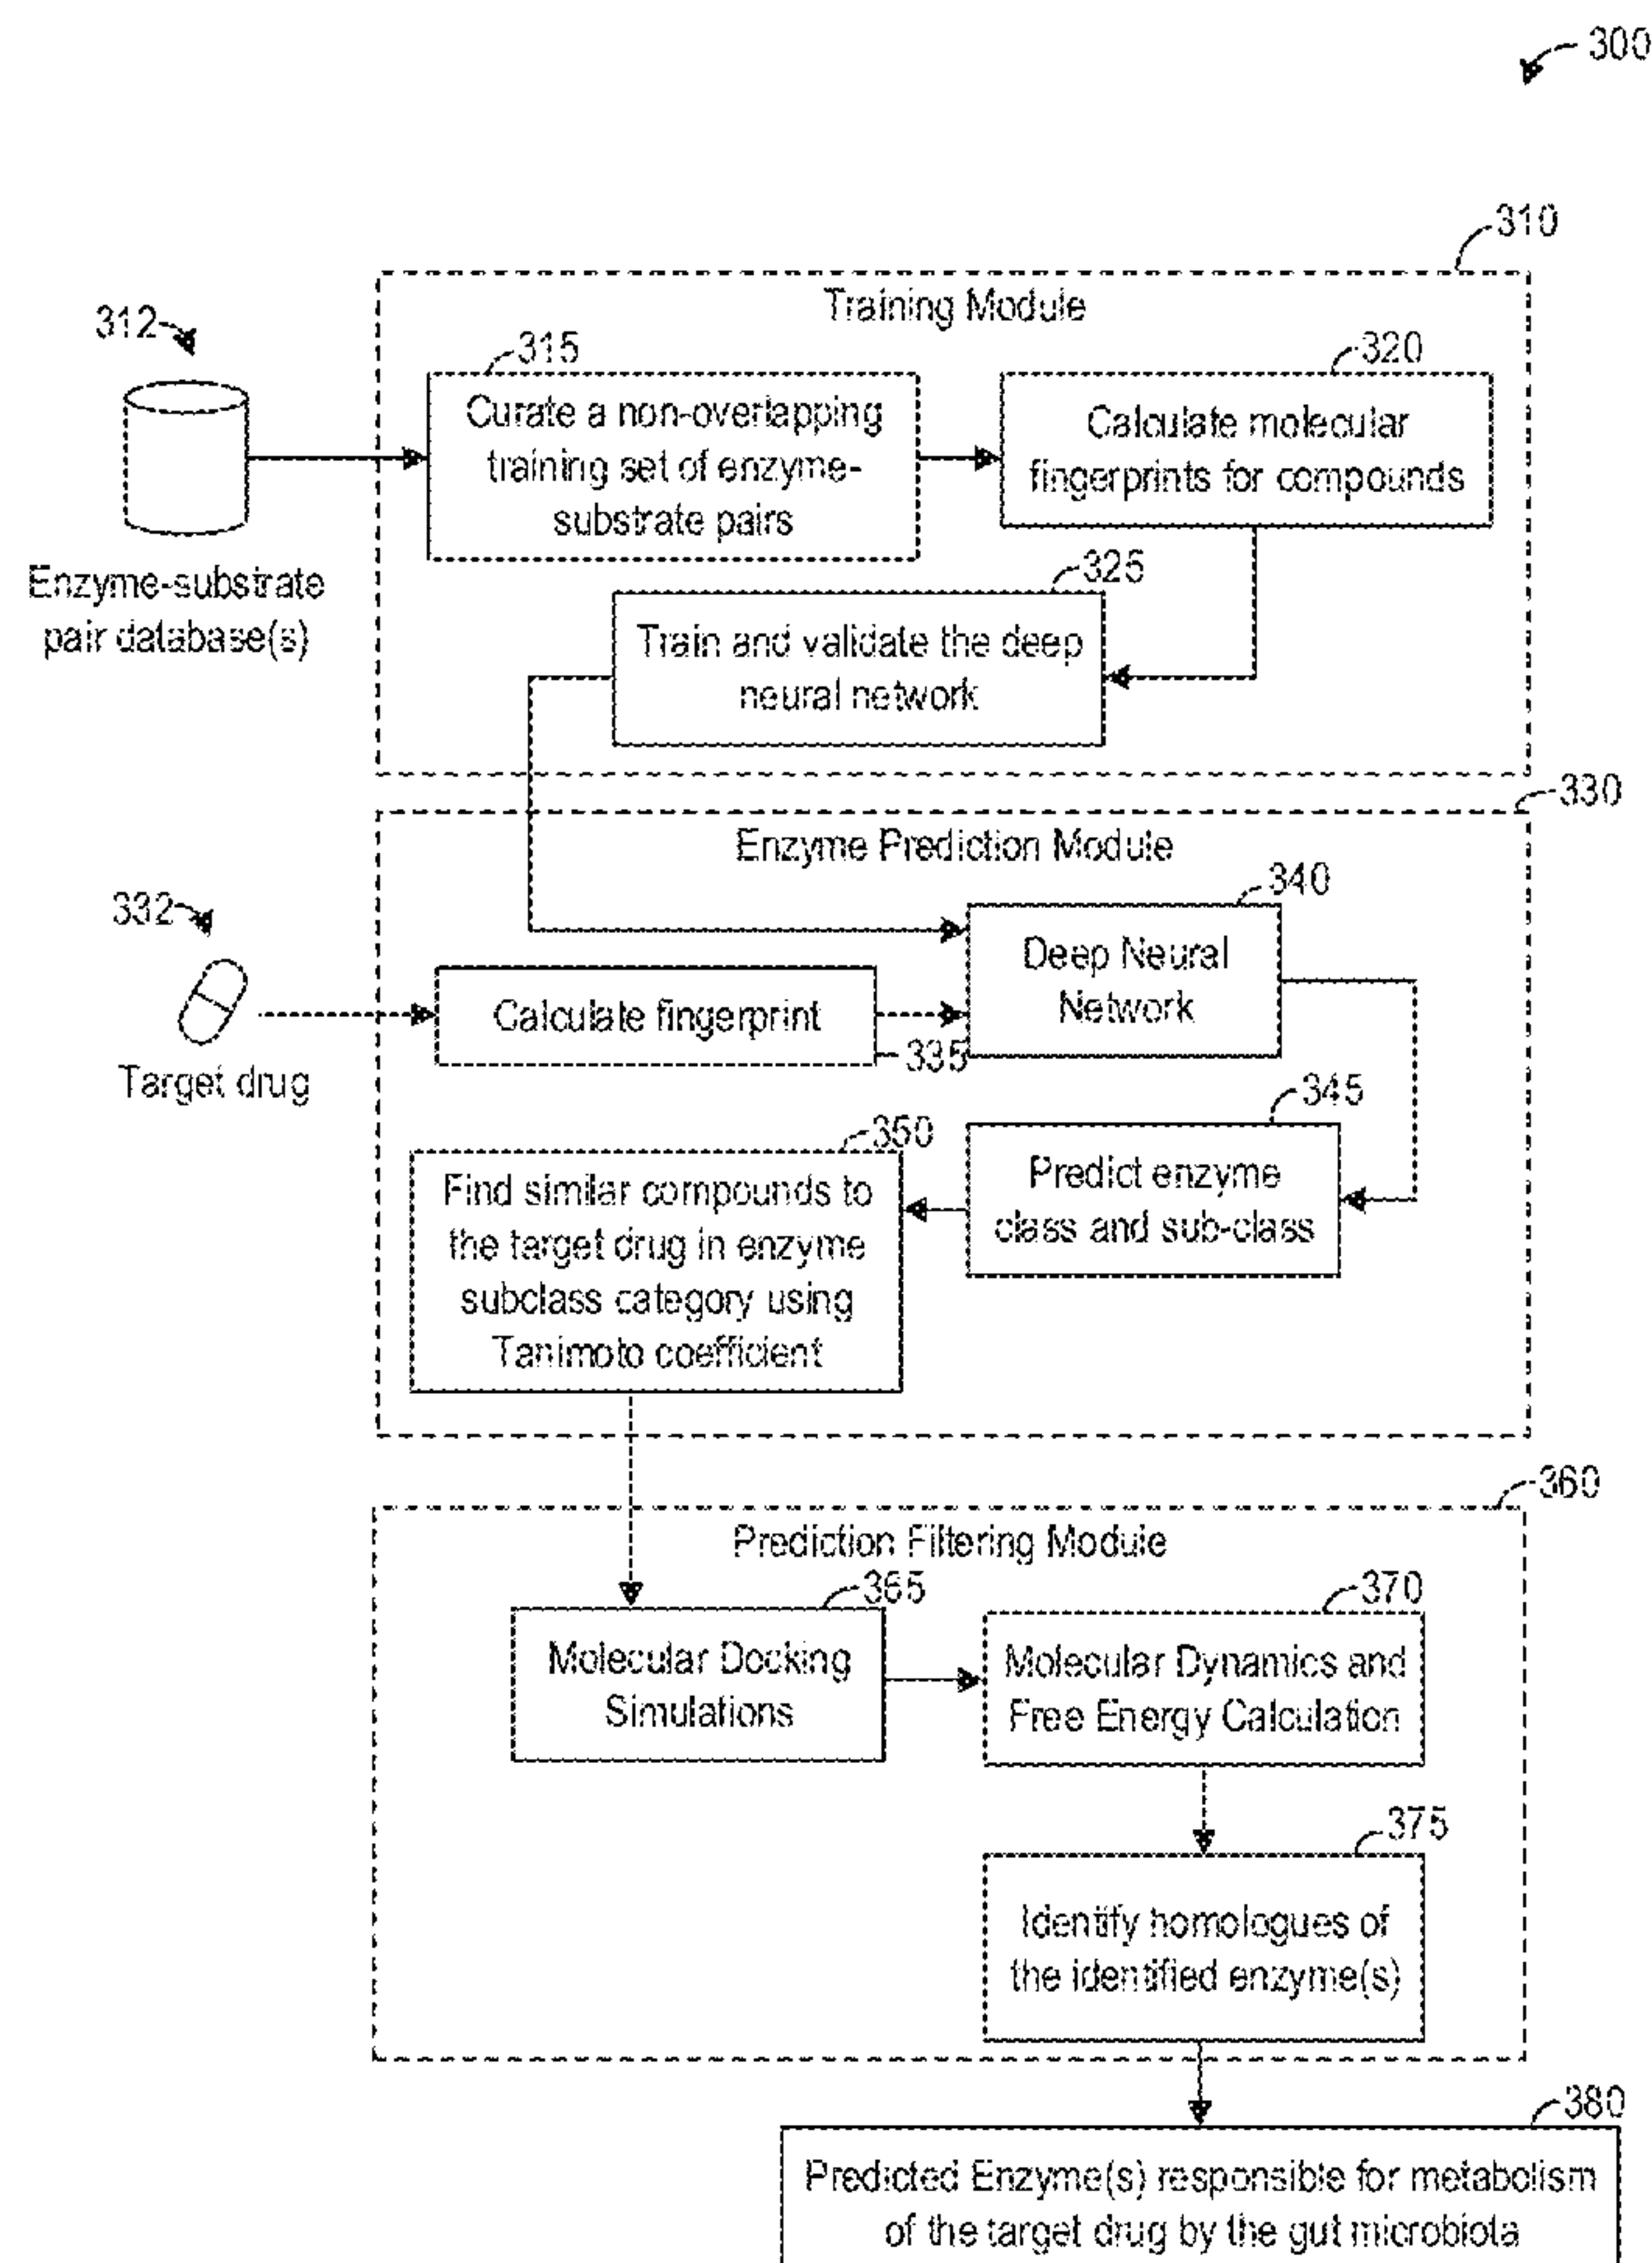 300
310
Training Module
312
315
Curate a non-overlapping
training set of enzyme-
substrate pairs
320
Calculate molecular
fingerprints for compounds
Enzyme-substrate
pair database(s)
325
Train and validate the deep
neural network
330
Enzyme Prediction Module
332
Target drug
Calculate fingerprint
335
340
Deep Neural
Network
345
Predict enzyme
class and sub-class
350
Find similar compounds to
the target drug in enzyme
subclass category using
Tanimoto coefficient
360
Prediction Filtering Module
365
Molecular Docking
Simulations
370
Molecular Dynamics and
Free Energy Calculation
375
Identify homologues of
the identified enzyme(s)
380
Predicted Enzyme(s) responsible for metabolism
of the target drug by the gut microbiota